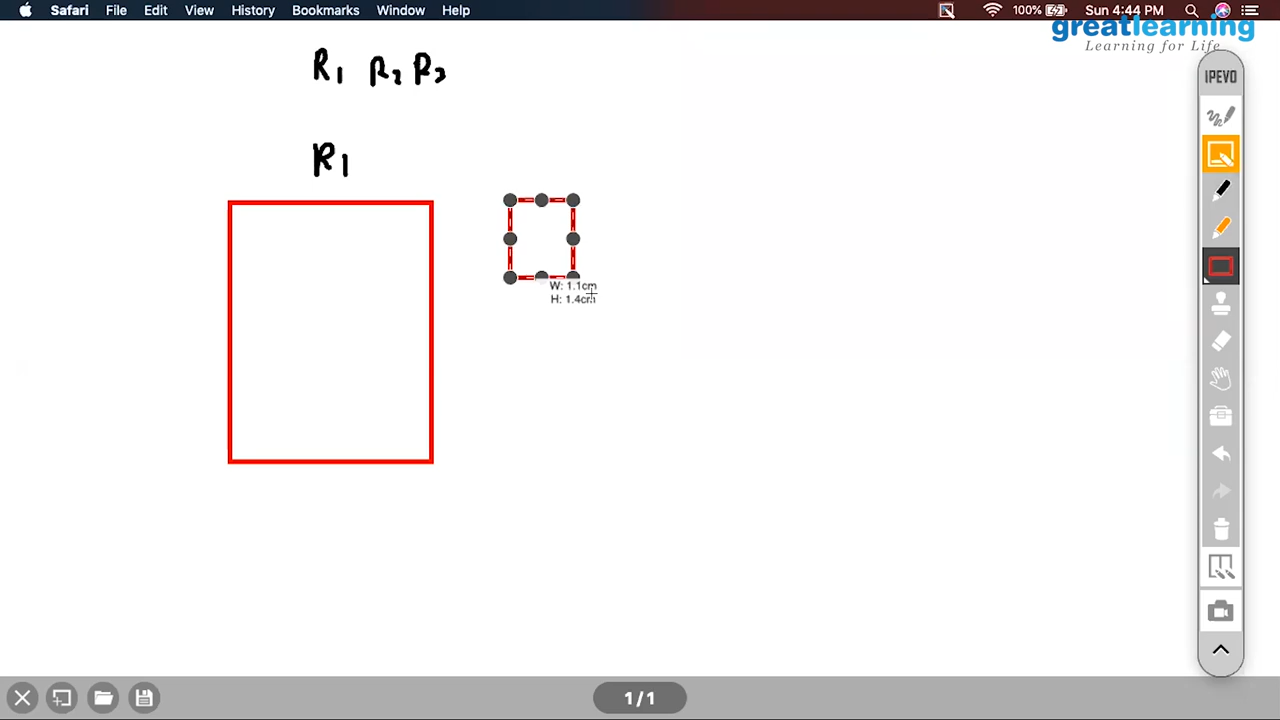 Safari File Edit View History Bookmarks Window Help 100% Sun 4:44 PM
greatlearning
Learning for Life
IPEVO
R1 R2 R3
R1
W: 1.1cm
H: 1.4cm
1/1